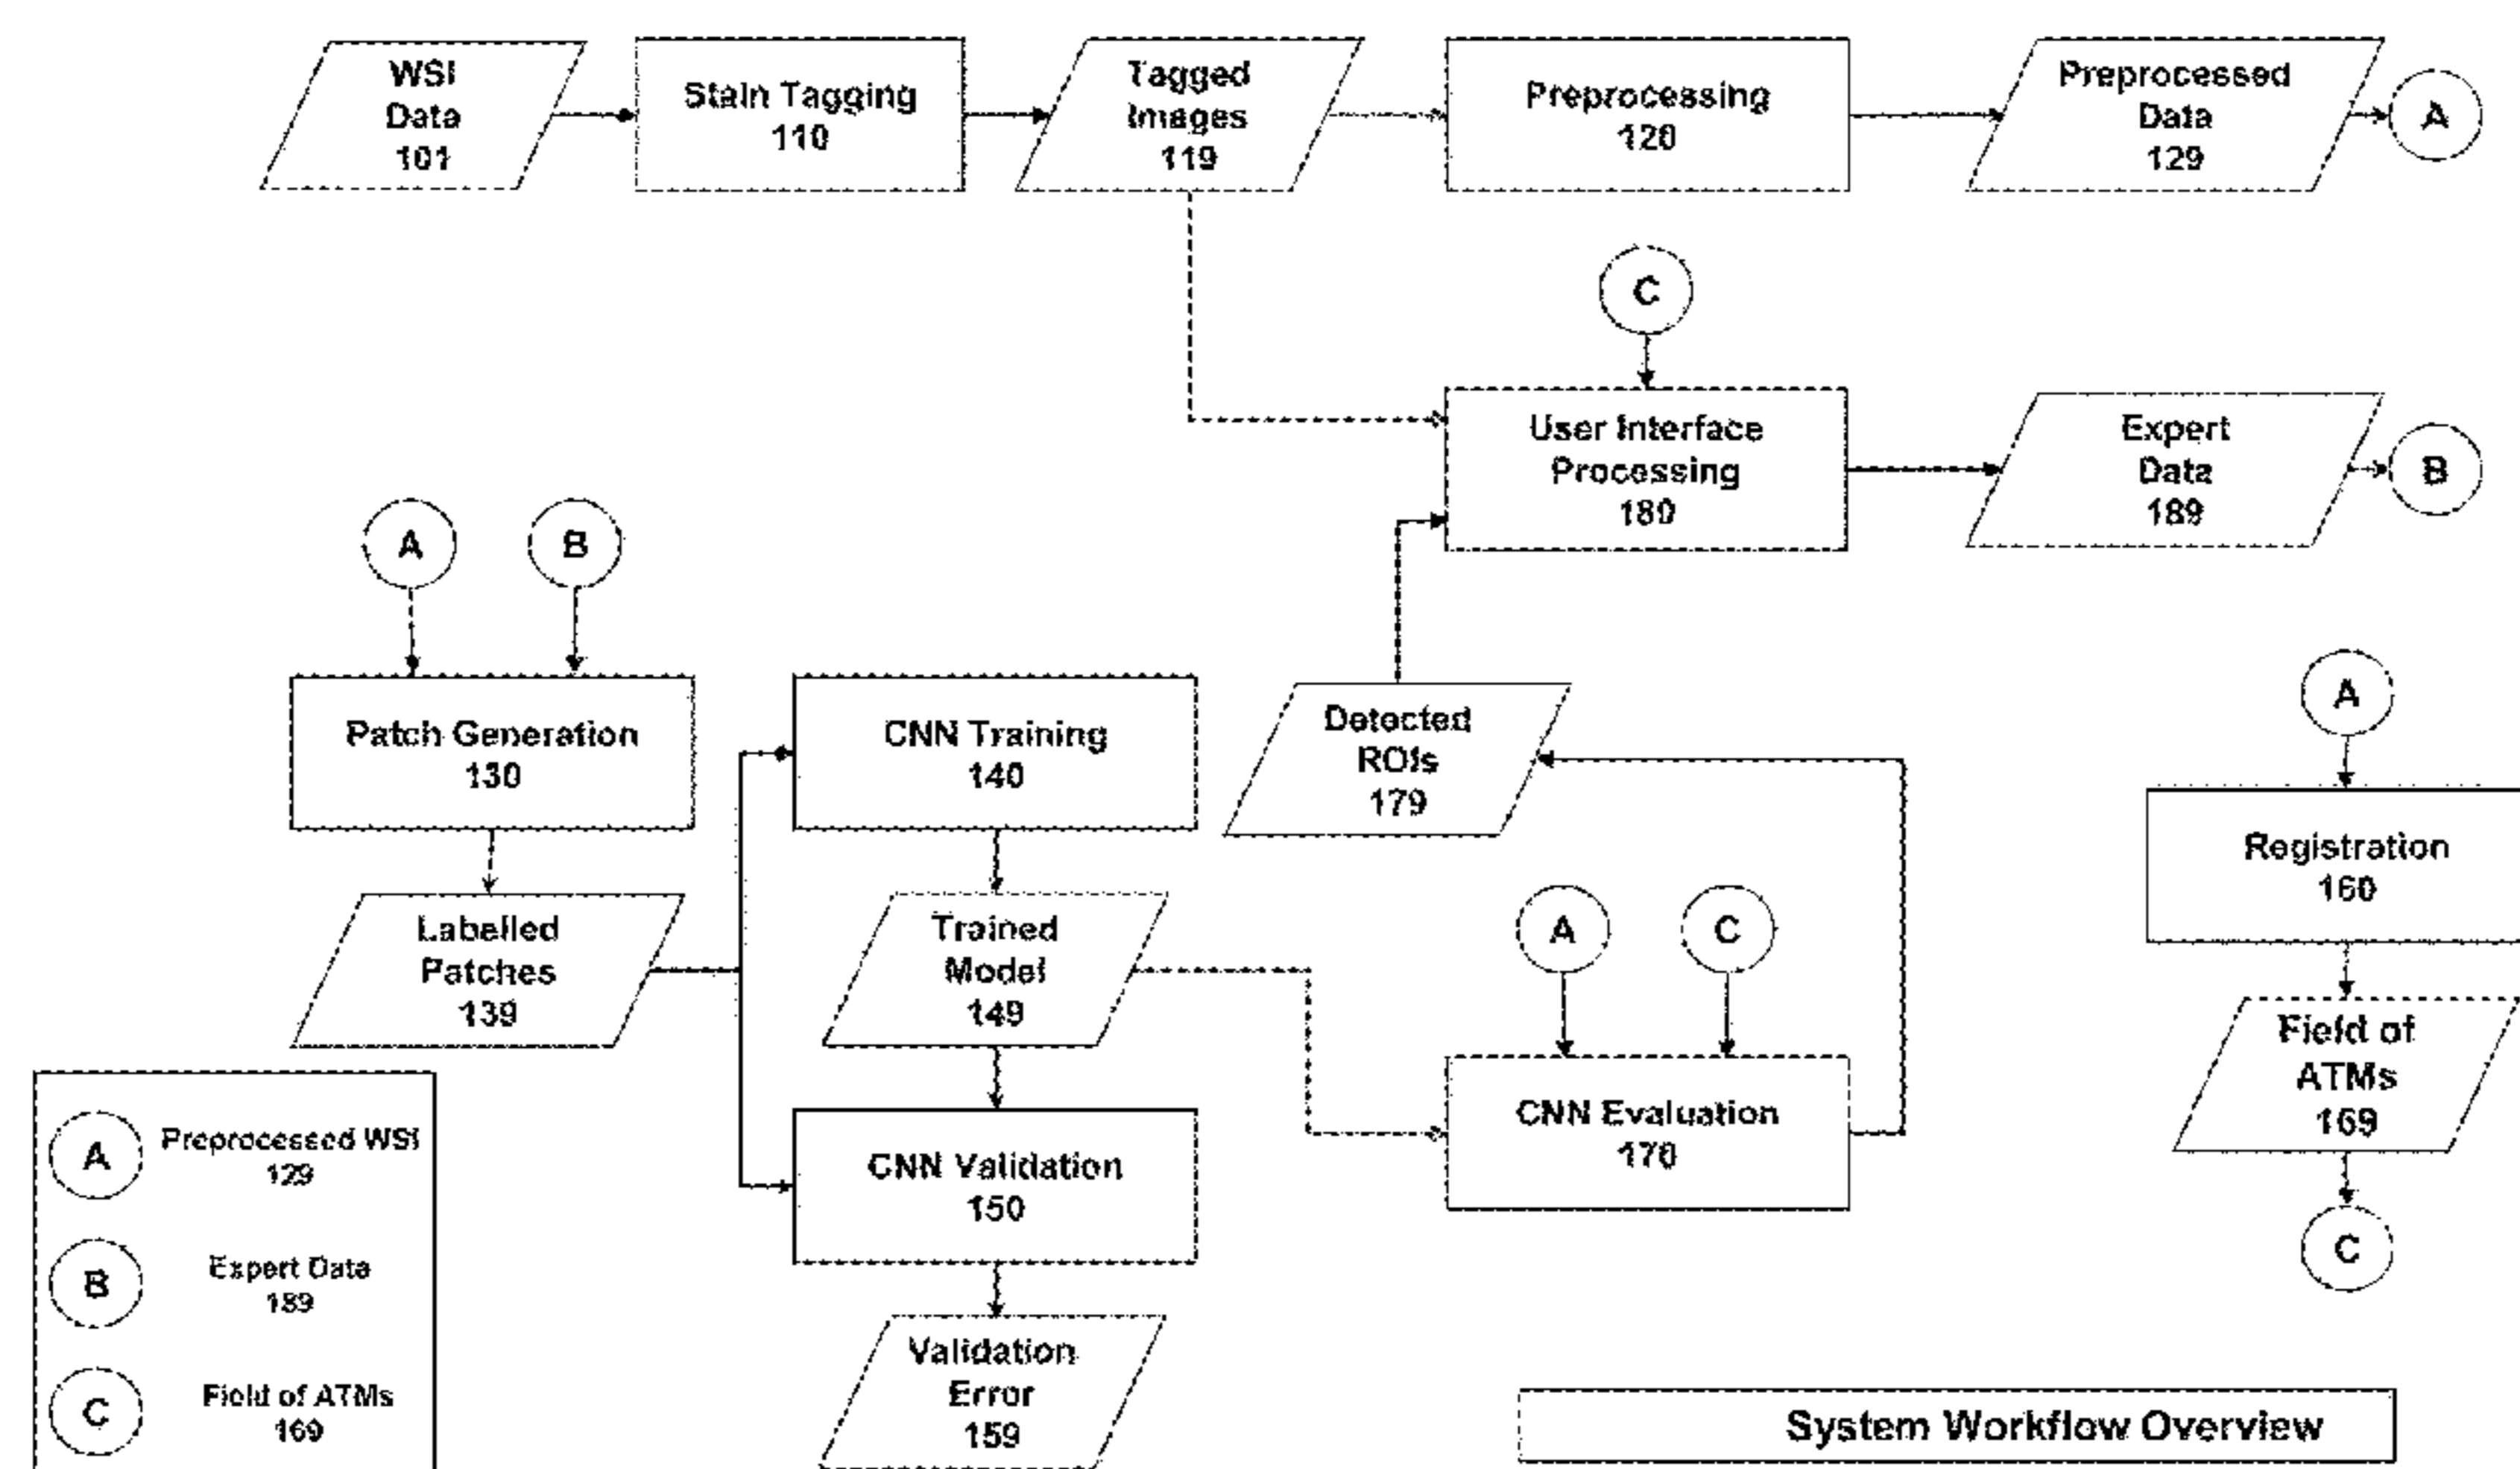 WSI
Data
101
Stain Tagging
110
Tagged
Images
119
Preprocessing
120
Preprocessed
Data
129
A
C
User Interface
Processing
180
Expert
Data
189
B
A
B
Patch Generation
130
CNN Training
140
Detected
ROIs
179
A
Registration
160
Labelled
Patches
139
Trained
Model
149
A
C
Field of
ATMs
169
CNN Evaluation
170
C
CNN Validation
150
Validation
Error
159
A
Preprocessed WSI
129
B
Expert Data
189
C
Field of ATMs
169
System Workflow Overview